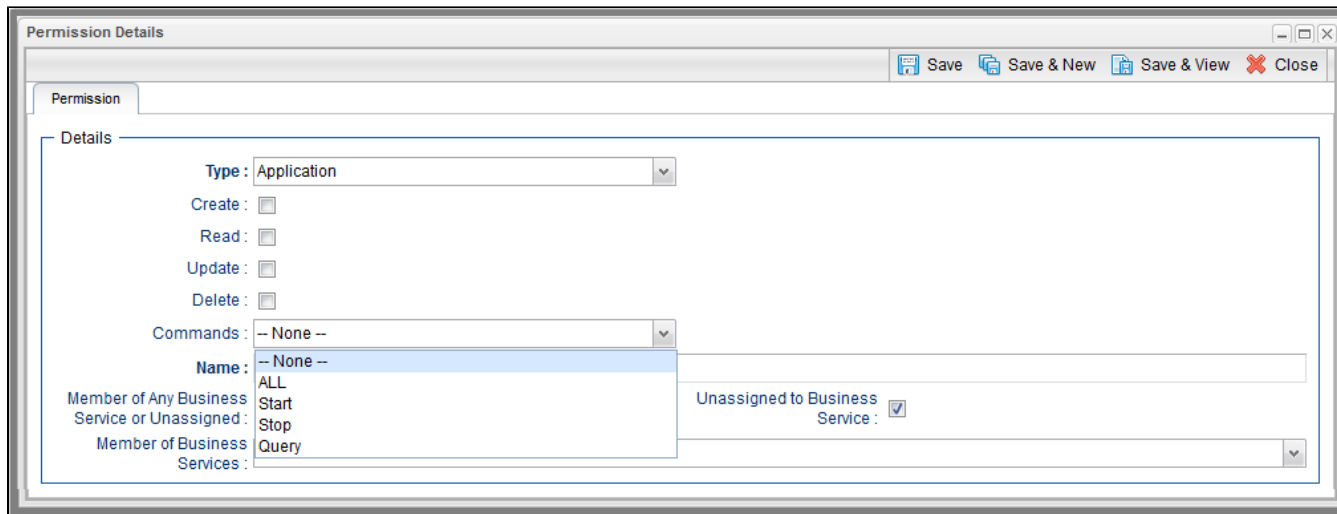 Permission Details
Save Save & New Save & View Close
Permission
Details
Type : Application
Create :
Read :
Update :
Delete :
Commands : -- None --
-- None --
Name :
ALL
Member of Any Business
Service or Unassigned :
Start
Stop
Unassigned to Business
Service :
Member of Business
Services :
Query